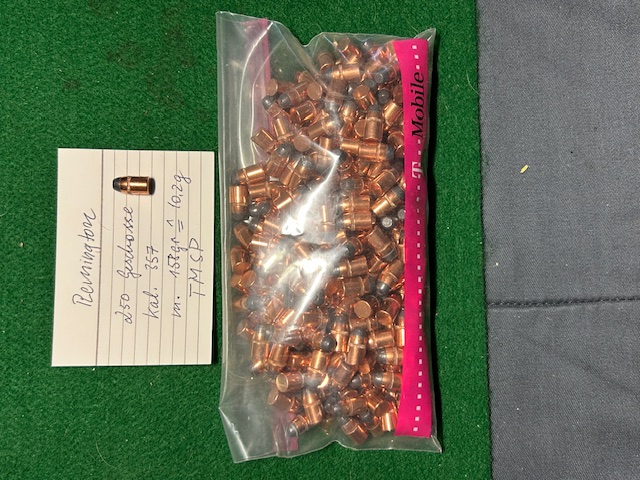 Remington
250 Geschosse
Kal. 357
m. 158gr ≙ 10,2g
TMSP
T · · Mobile ·